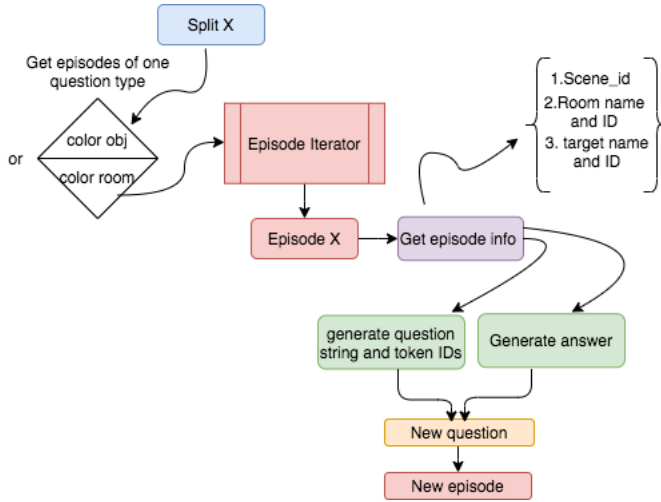 Split X
Get episodes of one
question type
or
color obj
color room
Episode Iterator
1.Scene_id
2.Room name
and ID
3. target name
and ID
Episode X
Get episode info
generate question
string and token IDs
Generate answer
New question
New episode